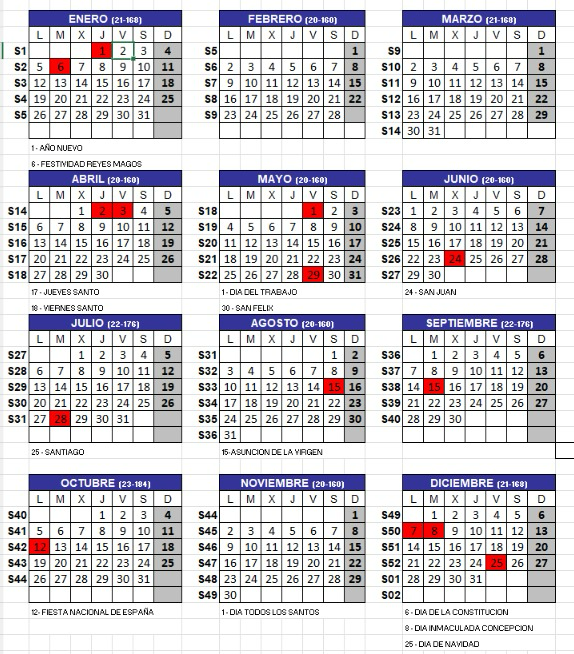 ENERO (21-168)
L M X J V S D
S1 1 2 3 4
S2 5 6 7 8 9 10 11
S3 12 13 14 15 16 17 18
S4 19 20 21 22 23 24 25
S5 26 27 28 29 30 31
1 - AÑO NUEVO
6 - FESTIVIDAD REYES MAGOS
FEBRERO (20-160)
L M X J V S D
S5 1
S6 2 3 4 5 6 7 8
S7 9 10 11 12 13 14 15
S8 16 17 18 19 20 21 22
S9 23 24 25 26 27 28
MARZO (21-168)
L M X J V S D
S9 1
S10 2 3 4 5 6 7 8
S11 9 10 11 12 13 14 15
S12 16 17 18 19 20 21 22
S13 23 24 25 26 27 28 29
S14 30 31
ABRIL (20-160)
L M X J V S D
S14 1 2 3 4 5
S15 6 7 8 9 10 11 12
S16 13 14 15 16 17 18 19
S17 20 21 22 23 24 25 26
S18 27 28 29 30
17 - JUEVES SANTO
18 - VIERNES SANTO
MAYO (20-160)
L M X J V S D
S18 1 2 3
S19 4 5 6 7 8 9 10
S20 11 12 13 14 15 16 17
S21 18 19 20 21 22 23 24
S22 25 26 27 28 29 30 31
1 - DIA DEL TRABAJO
30 - SAN FELIX
JUNIO (20-160)
L M X J V S D
S23 1 2 3 4 5 6 7
S24 8 9 10 11 12 13 14
S25 15 16 17 18 19 20 21
S26 22 23 24 25 26 27 28
S27 29 30
24 - SAN JUAN
JULIO (22-176)
L M X J V S D
S27 1 2 3 4 5
S28 6 7 8 9 10 11 12
S29 13 14 15 16 17 18 19
S30 20 21 22 23 24 25 26
S31 27 28 29 30 31
25 - SANTIAGO
AGOSTO (20-160)
L M X J V S D
S31 1 2
S32 3 4 5 6 7 8 9
S33 10 11 12 13 14 15 16
S34 17 18 19 20 21 22 23
S35 24 25 26 27 28 29 30
S36 31
15-ASUNCION DE LA VIRGEN
SEPTIEMBRE (22-176)
L M X J V S D
S36 1 2 3 4 5 6
S37 7 8 9 10 11 12 13
S38 14 15 16 17 18 19 20
S39 21 22 23 24 25 26 27
S40 28 29 30
OCTUBRE (23-184)
L M X J V S D
S40 1 2 3 4
S41 5 6 7 8 9 10 11
S42 12 13 14 15 16 17 18
S43 19 20 21 22 23 24 25
S44 26 27 28 29 30 31
12- FIESTA NACIONAL DE ESPAÑA
NOVIEMBRE (20-160)
L M X J V S D
S44 1
S45 2 3 4 5 6 7 8
S46 9 10 11 12 13 14 15
S47 16 17 18 19 20 21 22
S48 23 24 25 26 27 28 29
S49 30
1 - DIA TODOS LOS SANTOS
DICIEMBRE (21-168)
L M X J V S D
S49 1 2 3 4 5 6
S50 7 8 9 10 11 12 13
S51 14 15 16 17 18 19 20
S52 21 22 23 24 25 26 27
S01 28 29 30 31
S02
6 - DIA DE LA CONSTITUCION
8 - DIA INMACULADA CONCEPCION
25 - DIA DE NAVIDAD